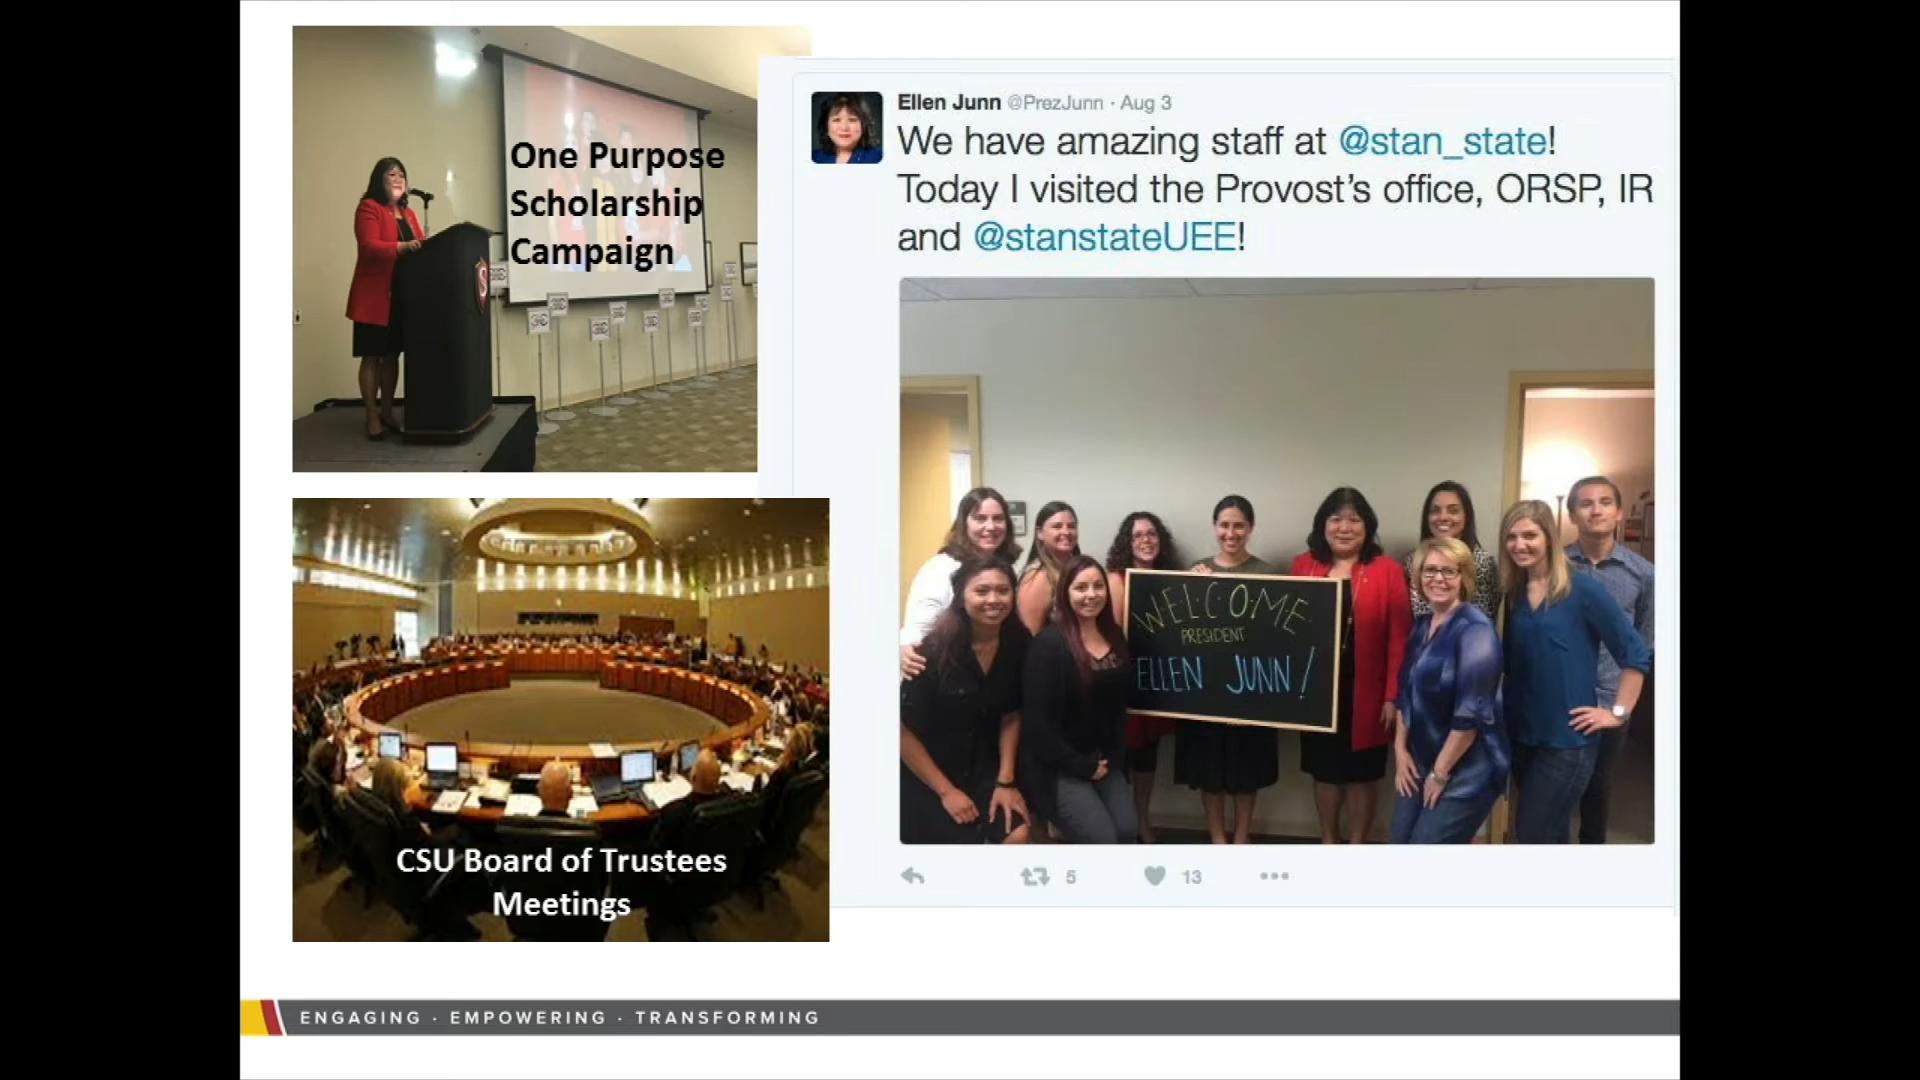 One Purpose
Scholarship
Campaign
Ellen Junn @PrezJunn · Aug 3
We have amazing staff at @stan_state!
Today I visited the Provost's office, ORSP, IR
and @stanstateUEE!
W·E·L·C·O·M·E
PRESIDENT
ELLEN JUNN!
5 13
CSU Board of Trustees
Meetings
ENGAGING · EMPOWERING · TRANSFORMING